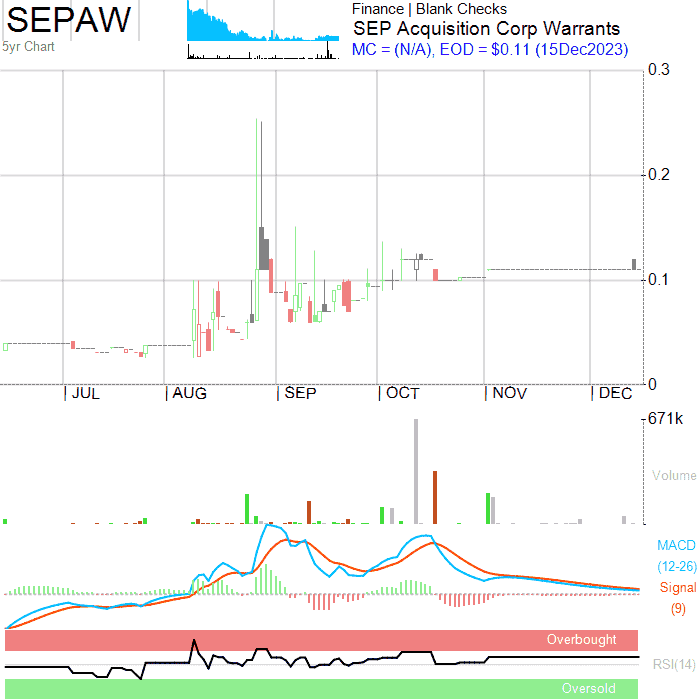 SEPAW
5yr Chart
Finance | Blank Checks
SEP Acquisition Corp Warrants
MC = (N/A), EOD = $0.11 (15Dec2023)
0.3
0.2
0.1
0
| JUL | AUG | SEP | OCT | NOV | DEC
671k
Volume
MACD
(12-26)
Signal
(9)
Overbought
RSI(14)
Oversold